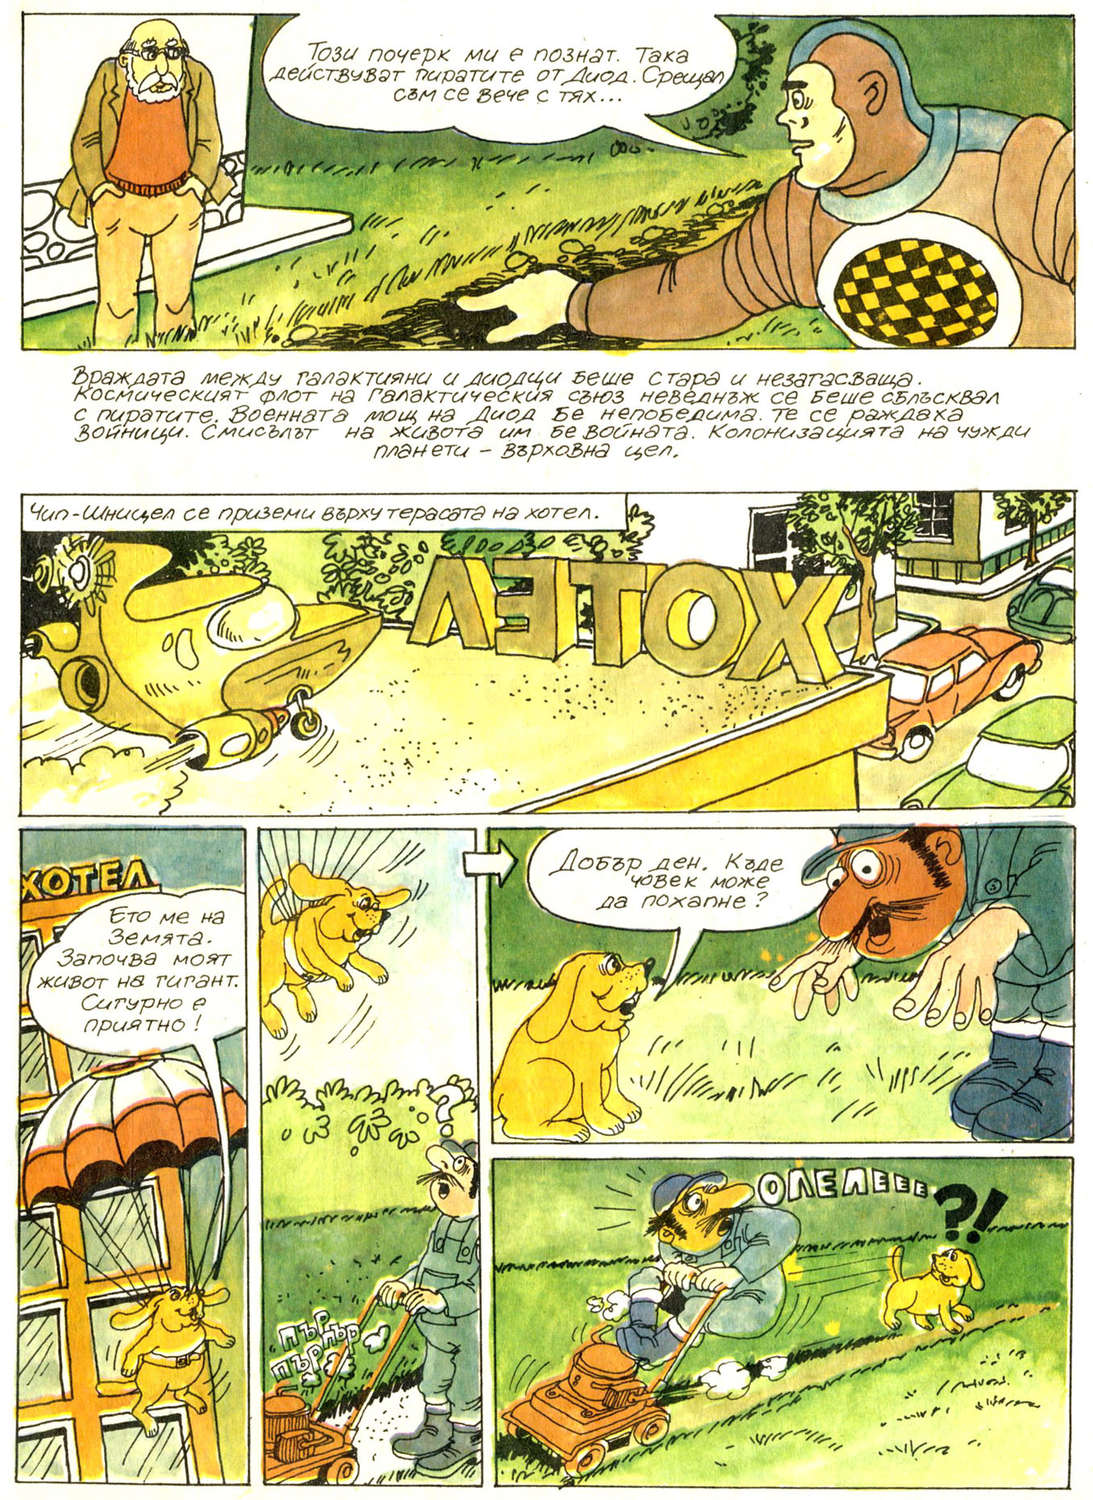 Този почерк ми е познат. Така
действуват пиратите от Диод. Срещал
съм се вече с тях...
Враждата между галактияни и диодци беше стара и незатасваща.
Космическият флот на Галактическия съюз неведнъж се беше сблъсквал
с пиратите. Военната мощ на Диод бе непобедима. Те се раждаха
войници. Смисълът на живота им бе войната. Колонизацията на чужди
планети – върховна цел.
Чип-Шницел се приземи върху терасата на хотел.
ХОТЕЛ
ХОТЕЛ
Ето ме на
Земята.
Започва моят
живот на гигант.
Сигурно е
приятно!
?
ПЪР
ПЪР
ПЪР
Добър ден. Къде
човек може
да похапне?
ОЛЕЛЕЕЕ
?!